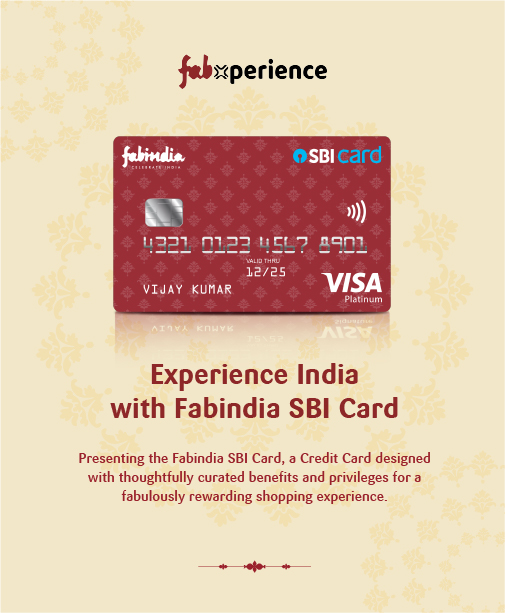 fabxperience
fabindia
CELEBRATE INDIA
SBI card
4321 0123 4567 8901
VALID THRU
12/25
VIJAY KUMAR
VISA
Platinum
Experience India
with Fabindia SBI Card
Presenting the Fabindia SBI Card, a Credit Card designed
with thoughtfully curated benefits and privileges for a
fabulously rewarding shopping experience.